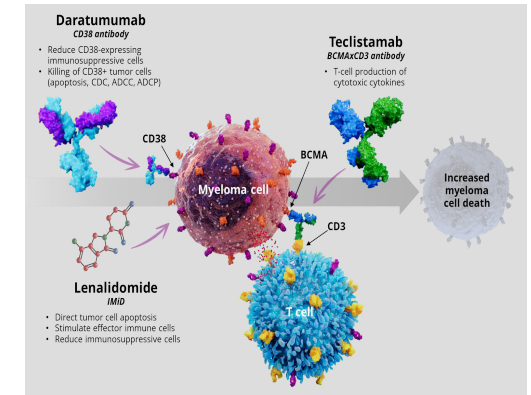 Daratumumab
CD38 antibody
• Reduce CD38-expressing
immunosuppressive cells
• Killing of CD38+ tumor cells
(apoptosis, CDC, ADCC, ADCP)
Teclistamab
BCMAxCD3 antibody
• T-cell production of
cytotoxic cytokines
CD38
BCMA
Myeloma cell
Increased
myeloma
cell death
CD3
Lenalidomide
IMiD
• Direct tumor cell apoptosis
• Stimulate effector immune cells
• Reduce immunosuppressive cells
T cell